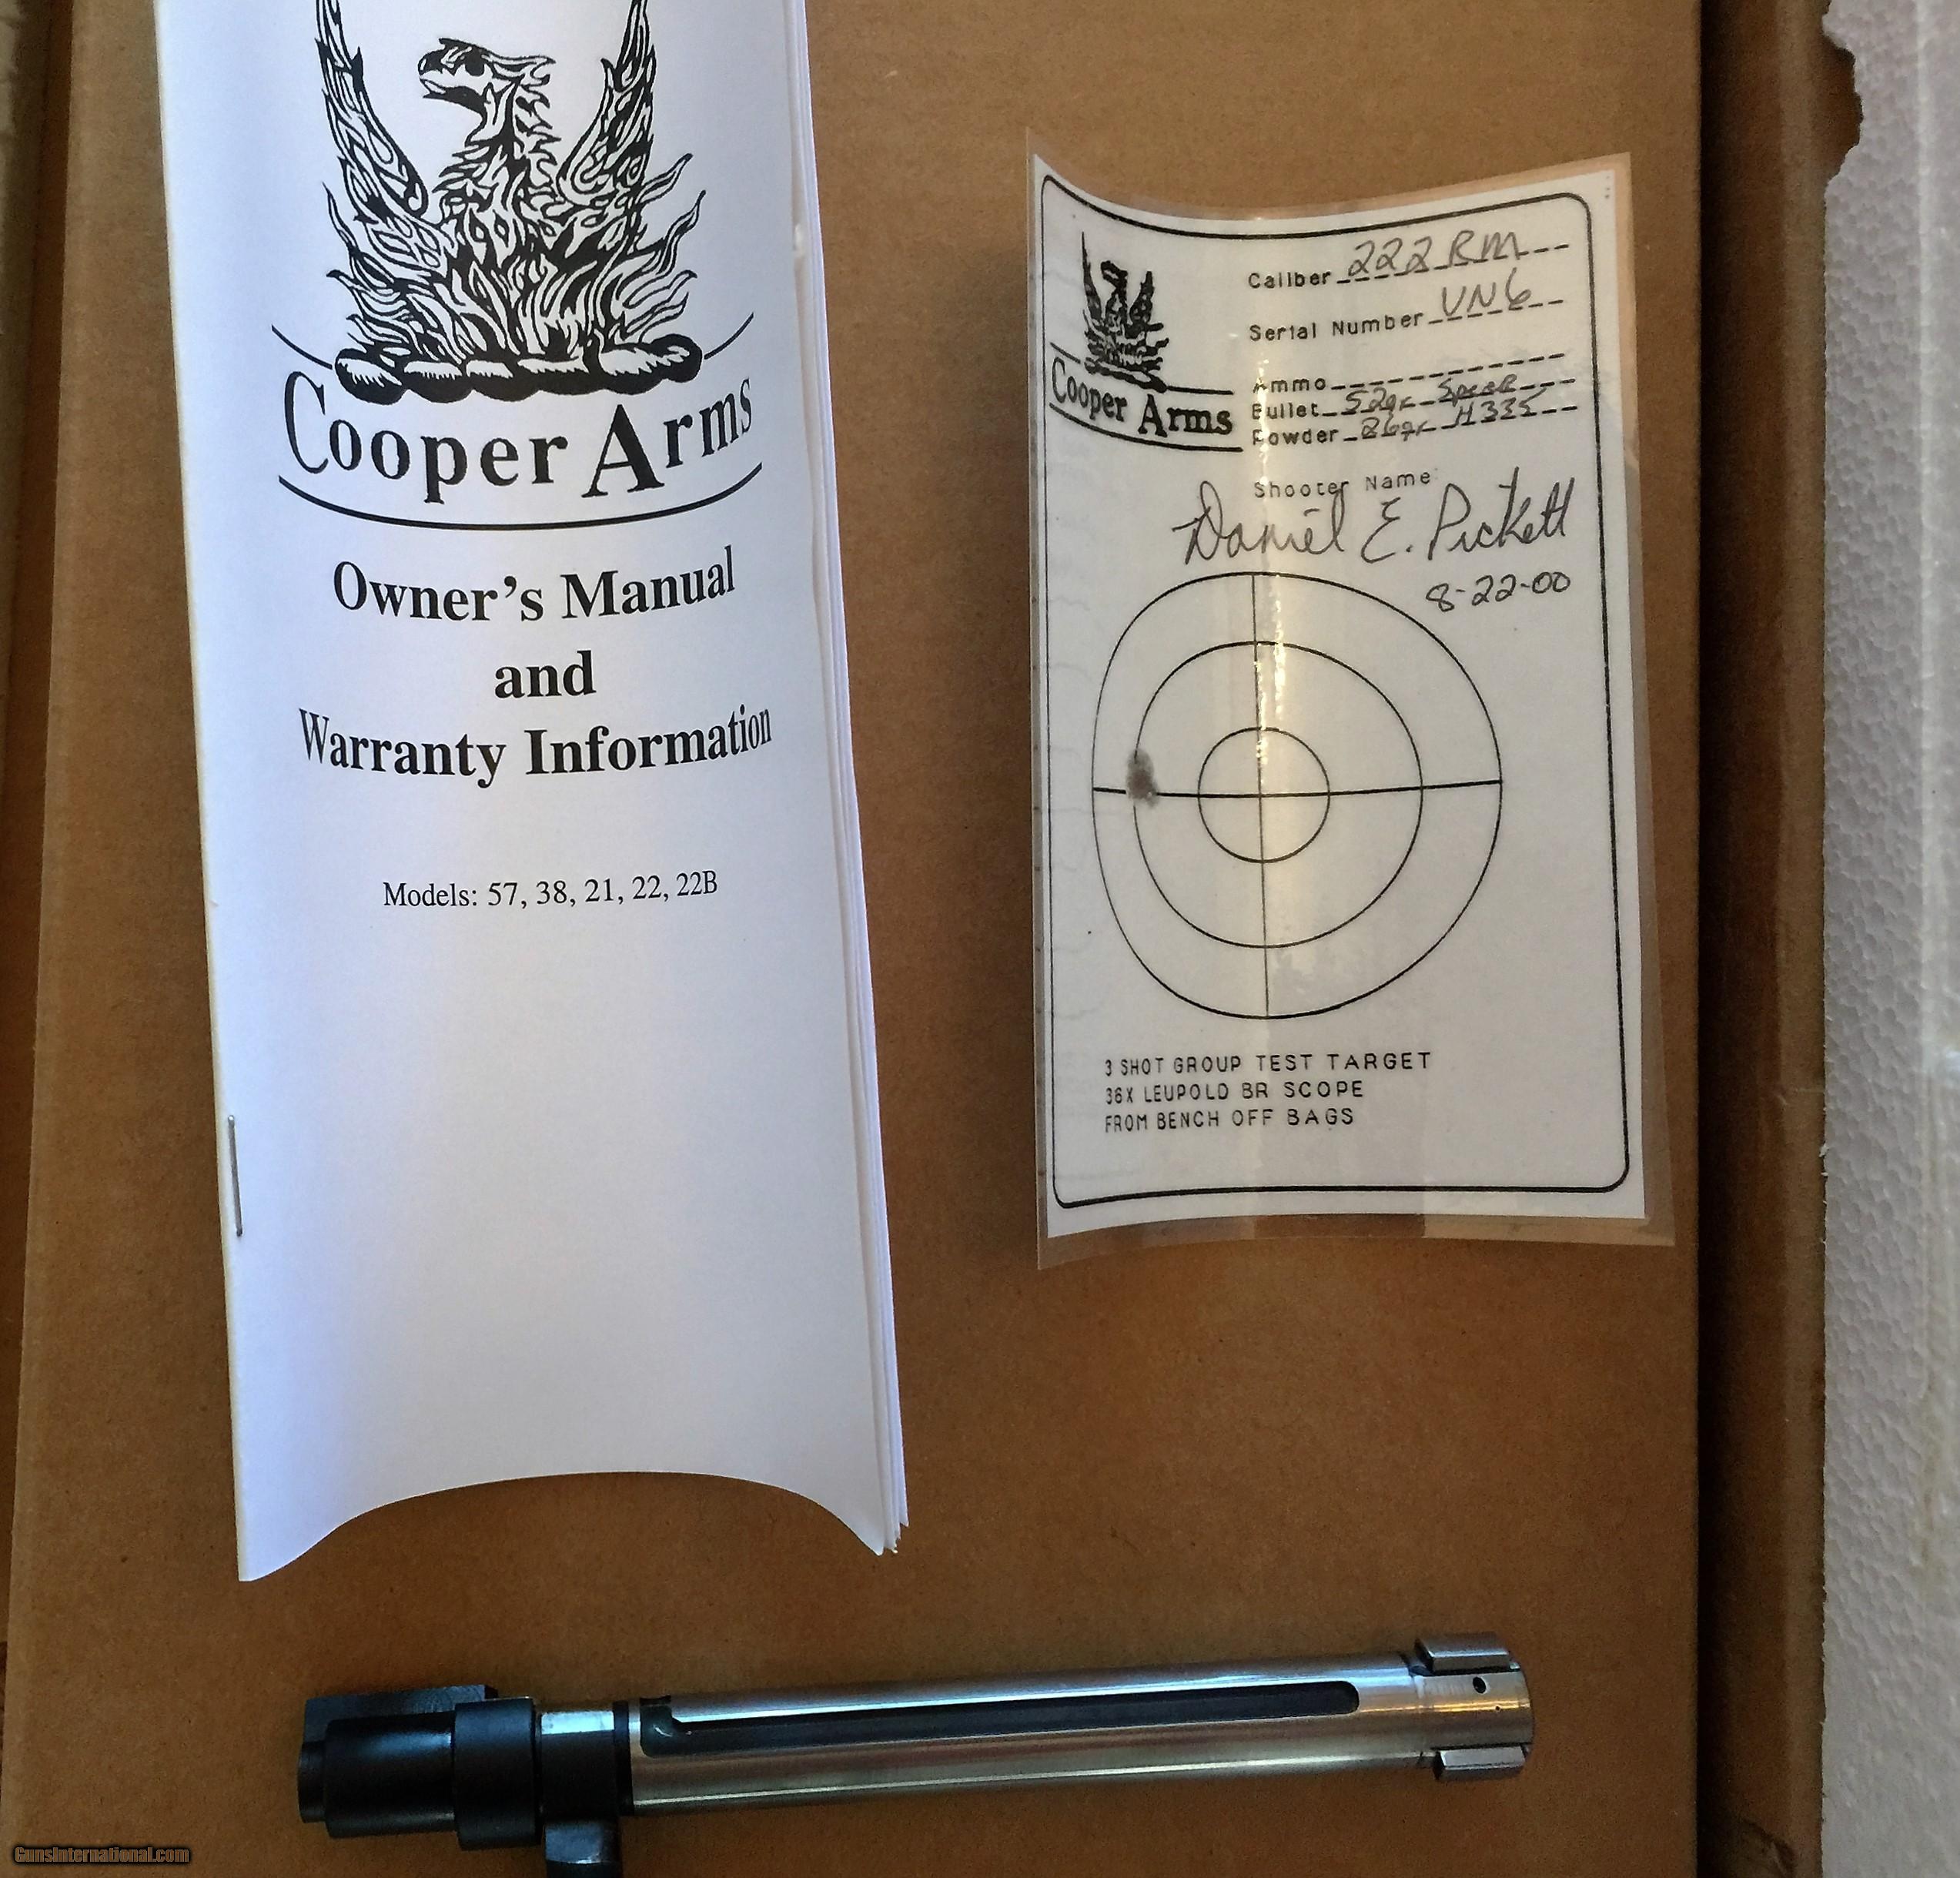 Cooper Arms
Owner's Manual
and
Warranty Information
Models: 57, 38, 21, 22, 22B
Cooper Arms
Caliber 222 RM
Serial Number VN6
Ammo
Bullet 52gr Speer
Powder 26gr H335
Shooter Name
Daniel E. Pickett
8-22-00
3 SHOT GROUP TEST TARGET
36X LEUPOLD BR SCOPE
FROM BENCH OFF BAGS
GunsInternational.com